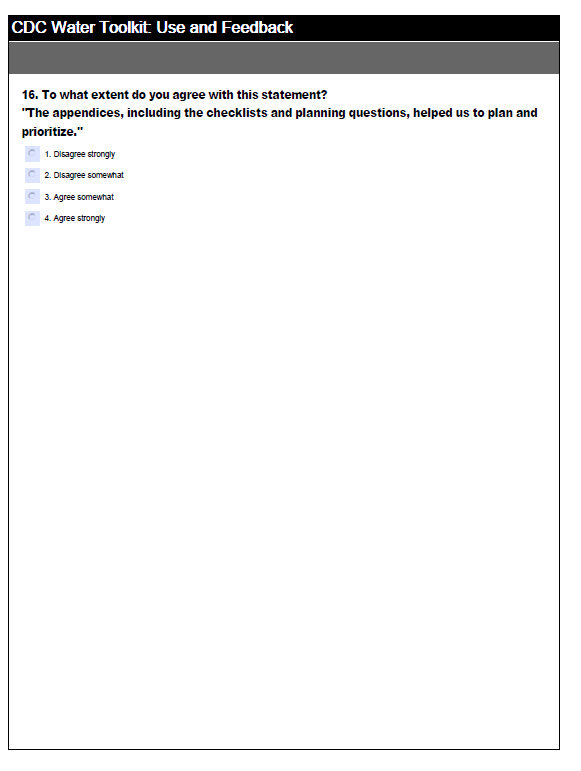 CDC Water Toolkit: Use and Feedback
16. To what extent do you agree with this statement?
"The appendices, including the checklists and planning questions, helped us to plan and
prioritize."
1. Disagree strongly
2. Disagree somewhat
3. Agree somewhat
4. Agree strongly